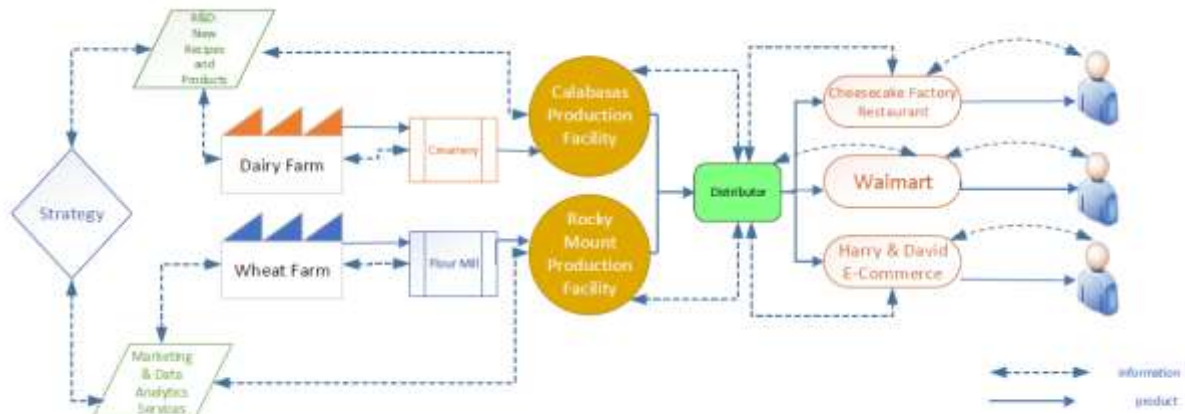 R&D
New
Recipes
and
Products
Calabasas
Production
Facility
Cheesecake Factory
Restaurant
Dairy Farm
Creamery
Strategy
Distributor
Walmart
Wheat Farm
Flour Mill
Rocky
Mount
Production
Facility
Harry & David
E-Commerce
Marketing
& Data
Analytics
Services
information
product